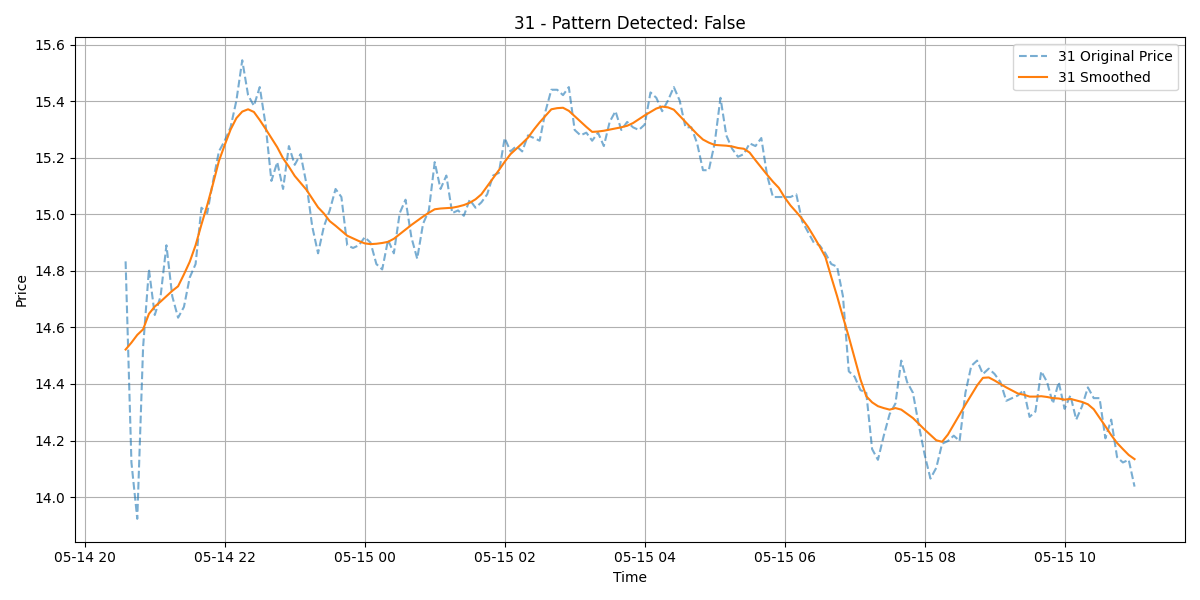 31 - Pattern Detected: False
31 Original Price
31 Smoothed
15.6
15.4
15.2
15.0
14.8
14.6
14.4
14.2
14.0
Price
05-14 20 05-14 22 05-15 00 05-15 02 05-15 04 05-15 06 05-15 08 05-15 10
Time